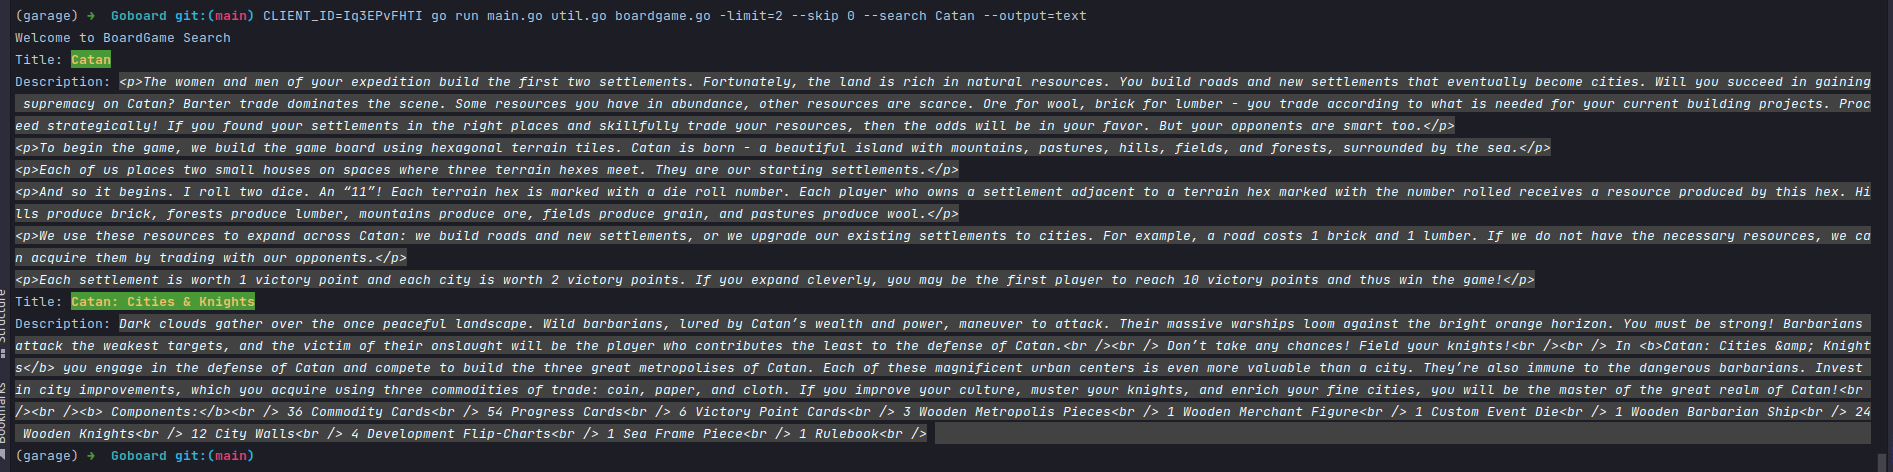 (garage) → Goboard git:(main) CLIENT_ID=Iq3EPvFHTI go run main.go util.go boardgame.go -limit=2 --skip 0 --search Catan --output=text
Welcome to BoardGame Search
Title: Catan
Description: <p>The women and men of your expedition build the first two settlements. Fortunately, the land is rich in natural resources. You build roads and new settlements that eventually become cities. Will you succeed in gaining
supremacy on Catan? Barter trade dominates the scene. Some resources you have in abundance, other resources are scarce. Ore for wool, brick for lumber - you trade according to what is needed for your current building projects. Proc
eed strategically! If you found your settlements in the right places and skillfully trade your resources, then the odds will be in your favor. But your opponents are smart too.</p>
<p>To begin the game, we build the game board using hexagonal terrain tiles. Catan is born - a beautiful island with mountains, pastures, hills, fields, and forests, surrounded by the sea.</p>
<p>Each of us places two small houses on spaces where three terrain hexes meet. They are our starting settlements.</p>
<p>And so it begins. I roll two dice. An “11”! Each terrain hex is marked with a die roll number. Each player who owns a settlement adjacent to a terrain hex marked with the number rolled receives a resource produced by this hex. Hi
lls produce brick, forests produce lumber, mountains produce ore, fields produce grain, and pastures produce wool.</p>
<p>We use these resources to expand across Catan: we build roads and new settlements, or we upgrade our existing settlements to cities. For example, a road costs 1 brick and 1 lumber. If we do not have the necessary resources, we ca
n acquire them by trading with our opponents.</p>
<p>Each settlement is worth 1 victory point and each city is worth 2 victory points. If you expand cleverly, you may be the first player to reach 10 victory points and thus win the game!</p>
Title: Catan: Cities & Knights
Description: Dark clouds gather over the once peaceful landscape. Wild barbarians, lured by Catan’s wealth and power, maneuver to attack. Their massive warships loom against the bright orange horizon. You must be strong! Barbarians
attack the weakest targets, and the victim of their onslaught will be the player who contributes the least to the defense of Catan.<br /><br /> Don’t take any chances! Field your knights!<br /><br /> In <b>Catan: Cities &amp; Knight
s</b> you engage in the defense of Catan and compete to build the three great metropolises of Catan. Each of these magnificent urban centers is even more valuable than a city. They’re also immune to the dangerous barbarians. Invest
in city improvements, which you acquire using three commodities of trade: coin, paper, and cloth. If you improve your culture, muster your knights, and enrich your fine cities, you will be the master of the great realm of Catan!<br
/><br /><b> Components:</b><br /> 36 Commodity Cards<br /> 54 Progress Cards<br /> 6 Victory Point Cards<br /> 3 Wooden Metropolis Pieces<br /> 1 Wooden Merchant Figure<br /> 1 Custom Event Die<br /> 1 Wooden Barbarian Ship<br /> 24
Wooden Knights<br /> 12 City Walls<br /> 4 Development Flip-Charts<br /> 1 Sea Frame Piece<br /> 1 Rulebook<br />
(garage) → Goboard git:(main)
Structure
Bookmarks